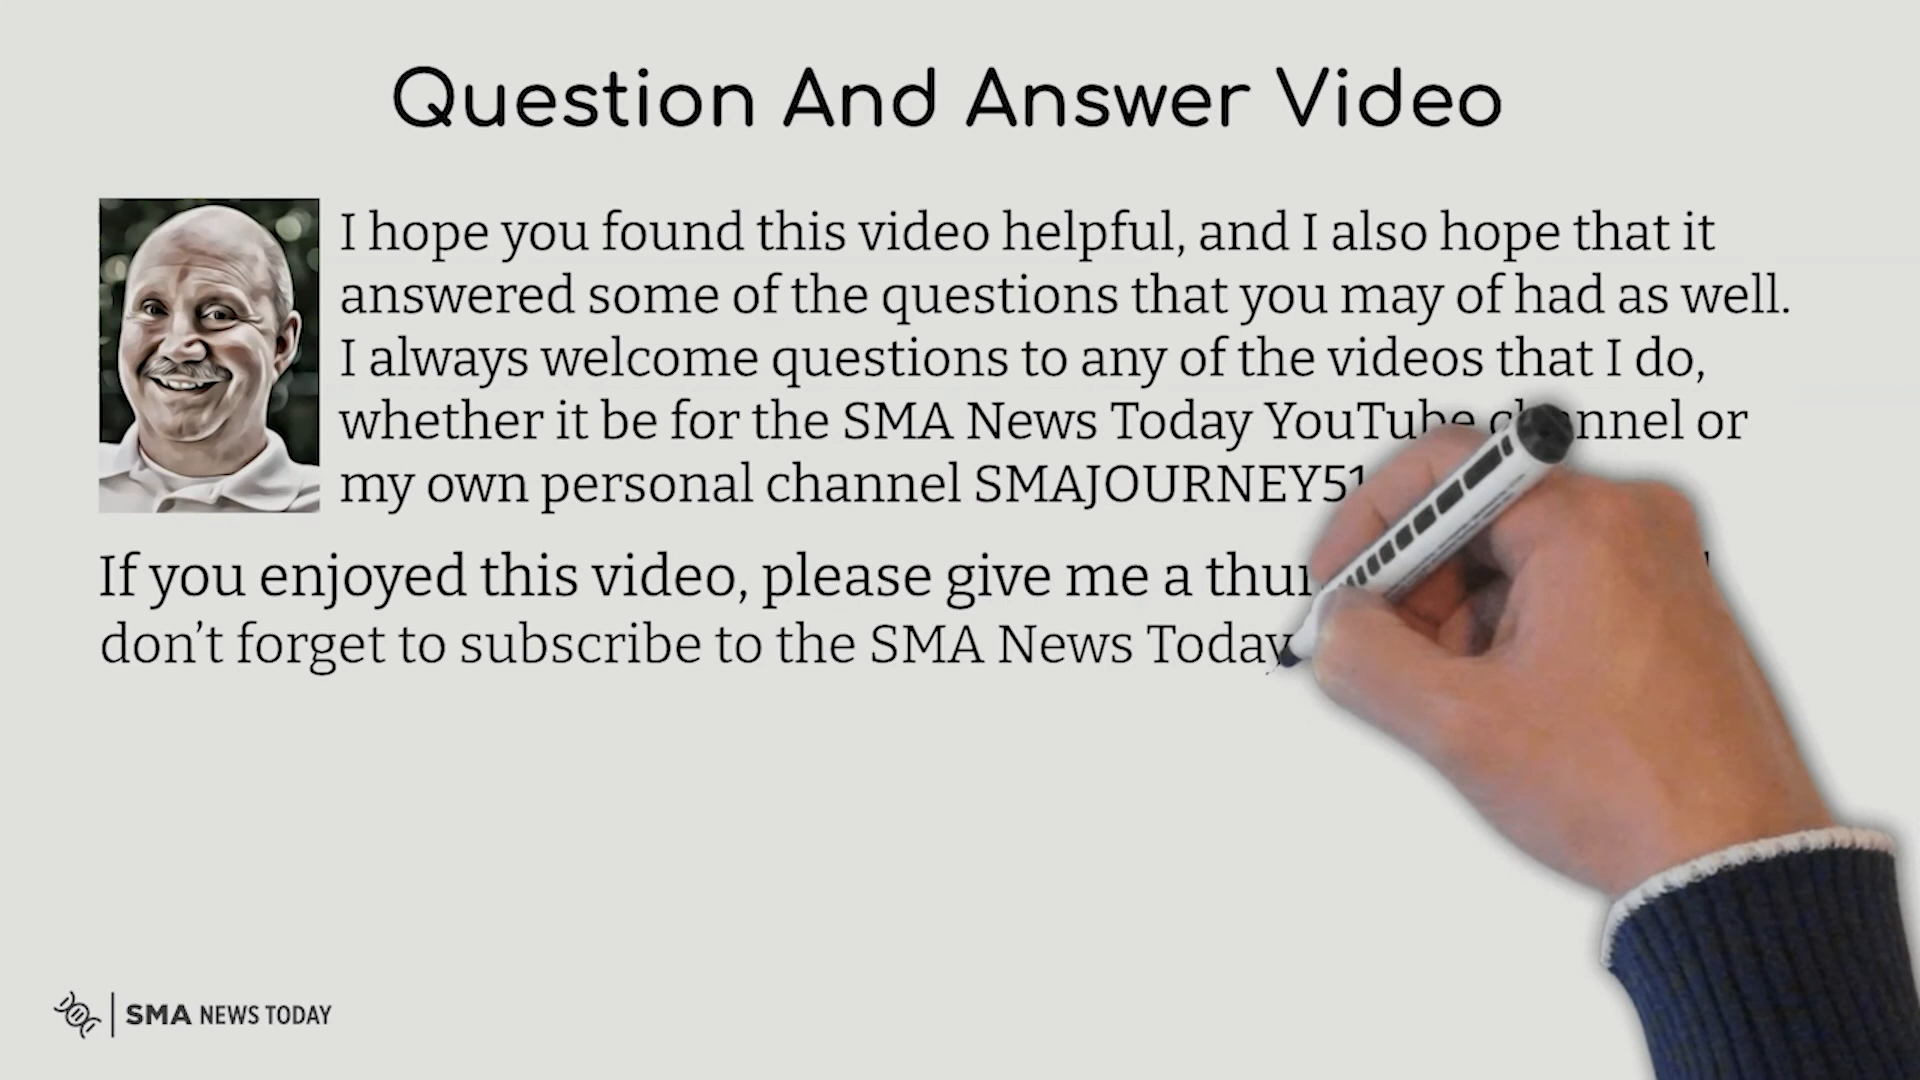 Question And Answer Video
I hope you found this video helpful, and I also hope that it
answered some of the questions that you may of had as well.
I always welcome questions to any of the videos that I do,
whether it be for the SMA News Today YouTube channel or
my own personal channel SMAJOURNEY51
If you enjoyed this video, please give me a
don't forget to subscribe to the SMA News Today
SMA NEWS TODAY